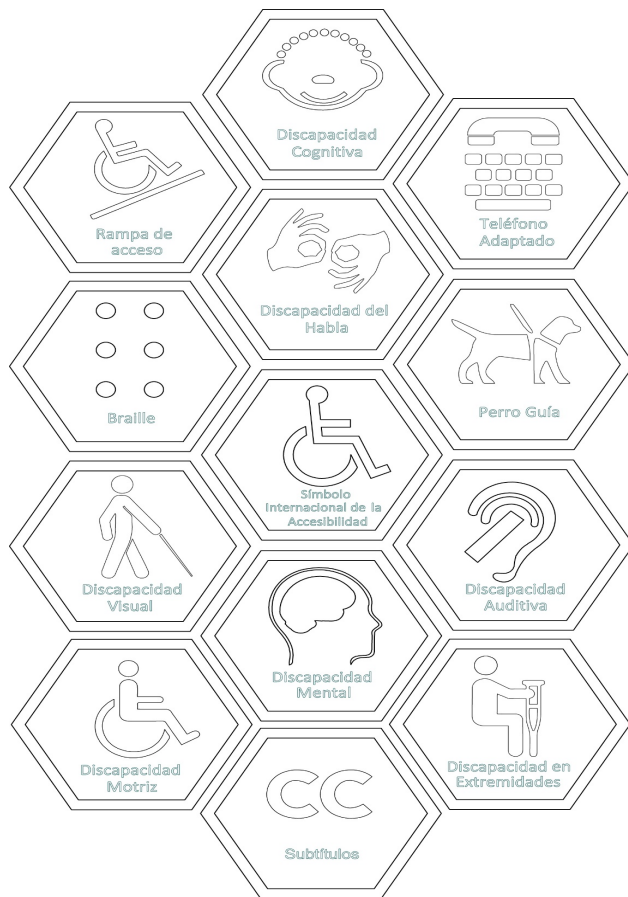 Discapacidad
Cognitiva
Rampa de
acceso
Teléfono
Adaptado
Discapacidad del
Habla
Braille
Perro Guía
Símbolo
Internacional de la
Accesibilidad
Discapacidad
Visual
Discapacidad
Auditiva
Discapacidad
Mental
Discapacidad
Motriz
Discapacidad en
Extremidades
CC
Subtítulos